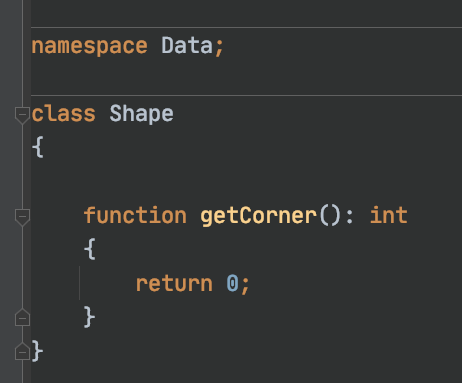 namespace Data;
class Shape
{
function getCorner(): int
{
return 0;
}
}